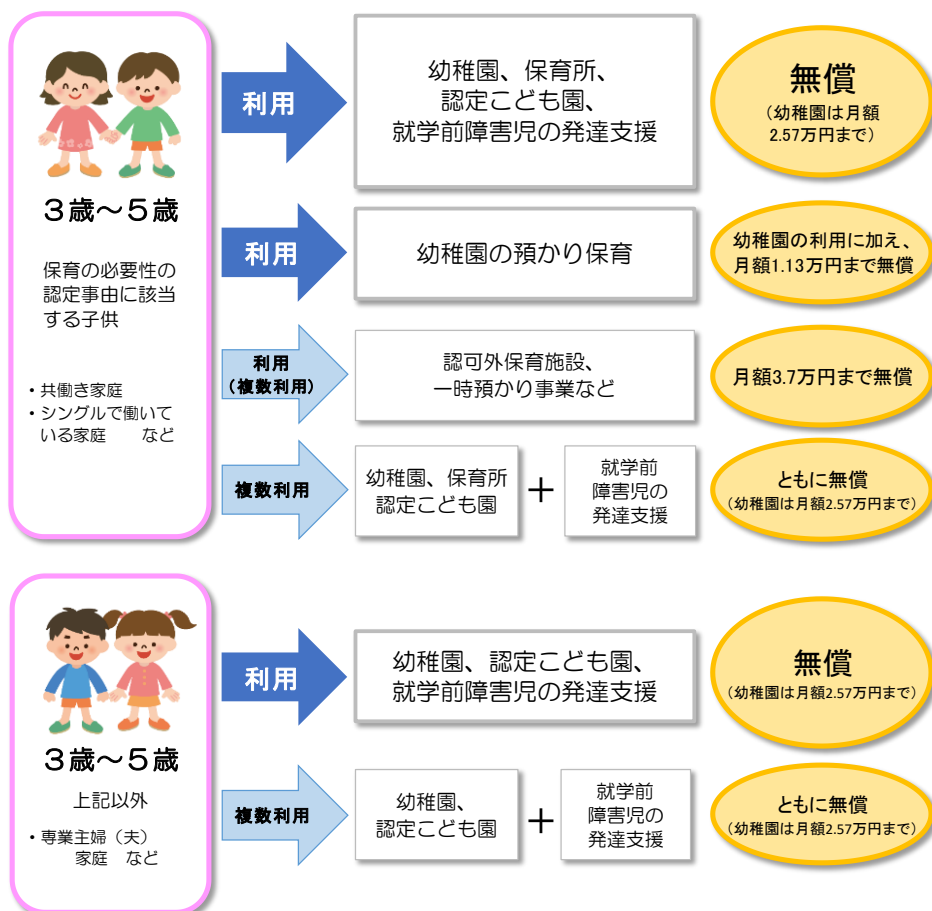 ３歳～５歳
保育の必要性の
認定事由に該当
する子供
・共働き家庭
・シングルで働いて
いる家庭　　など
利用
幼稚園、保育所、
認定こども園、
就学前障害児の発達支援
無償
（幼稚園は月額
2.57万円まで）
利用
幼稚園の預かり保育
幼稚園の利用に加え、
月額1.13万円まで無償
利用
（複数利用）
認可外保育施設、
一時預かり事業など
月額3.7万円まで無償
複数利用
幼稚園、保育所
認定こども園
＋
就学前
障害児の
発達支援
ともに無償
（幼稚園は月額2.57万円まで）
３歳～５歳
上記以外
・専業主婦（夫）
家庭　など
利用
幼稚園、認定こども園、
就学前障害児の発達支援
無償
（幼稚園は月額2.57万円まで）
複数利用
幼稚園、
認定こども園
＋
就学前
障害児の
発達支援
ともに無償
（幼稚園は月額2.57万円まで）